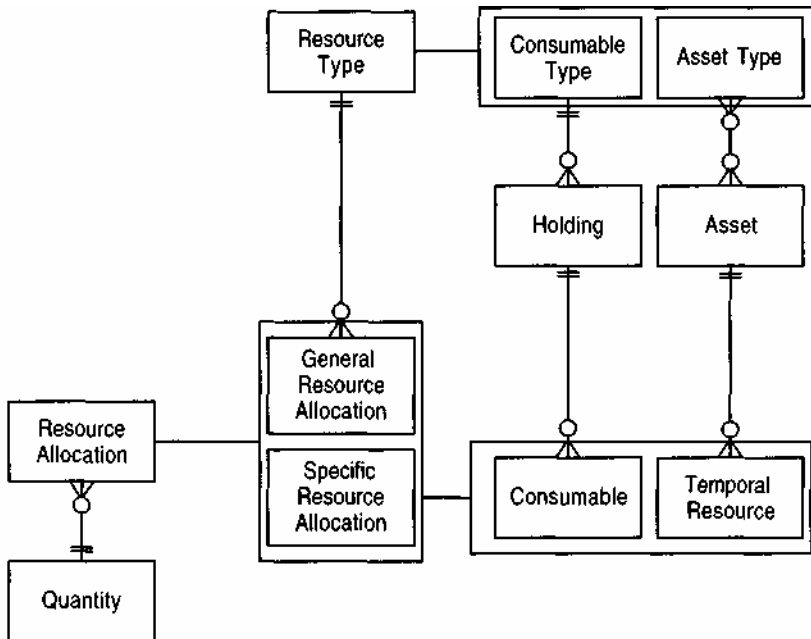 Resource
Type
Consumable
Type
Asset Type
Holding
Asset
General
Resource
Allocation
Resource
Allocation
Specific
Resource
Allocation
Consumable
Temporal
Resource
Quantity